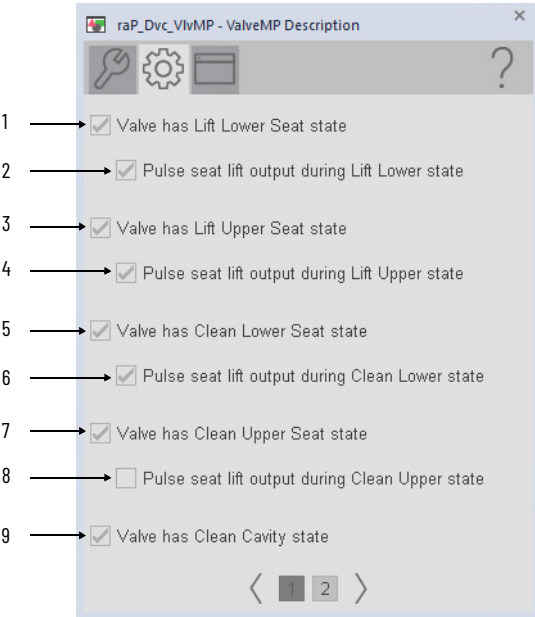 raP_Dvc_VlvMP - ValveMP Description
1 Valve has Lift Lower Seat state
2 Pulse seat lift output during Lift Lower state
3 Valve has Lift Upper Seat state
4 Pulse seat lift output during Lift Upper state
5 Valve has Clean Lower Seat state
6 Pulse seat lift output during Clean Lower state
7 Valve has Clean Upper Seat state
8 Pulse seat lift output during Clean Upper state
9 Valve has Clean Cavity state
1 2